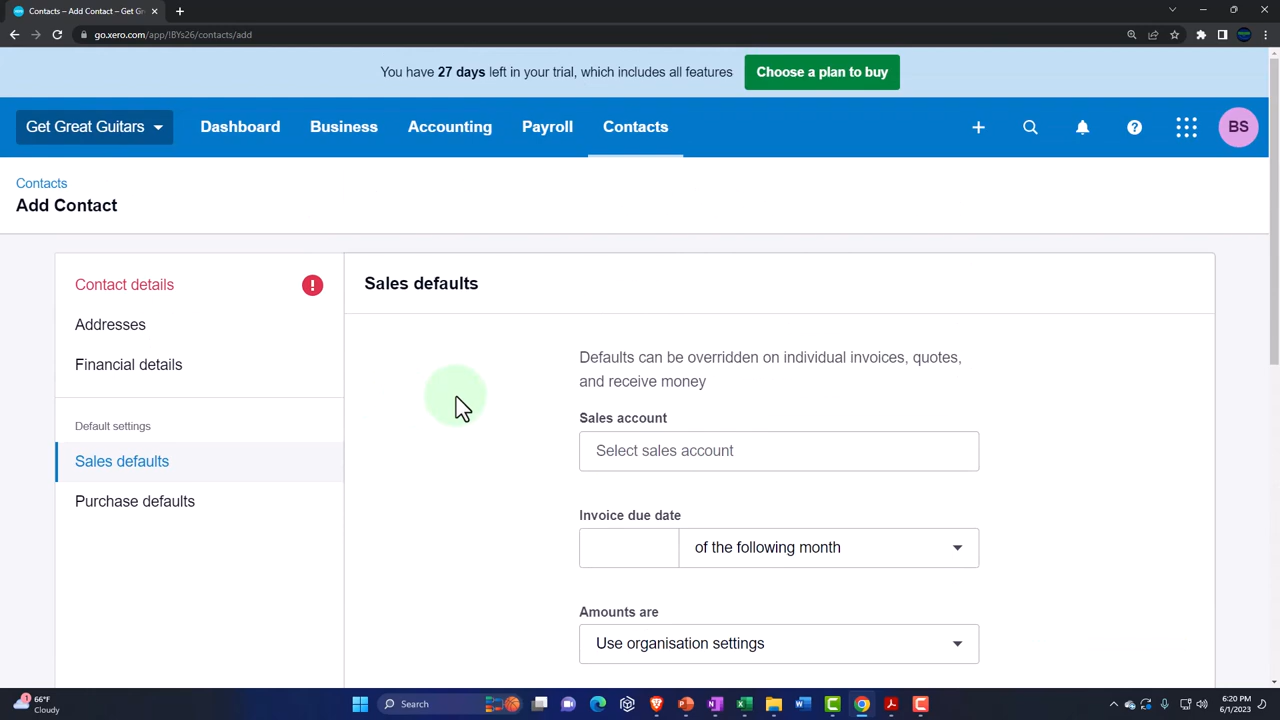 Contacts – Add Contact – Get Gre
go.xero.com/app/!BYs26/contacts/add
You have 27 days left in your trial, which includes all features
Choose a plan to buy
Get Great Guitars
Dashboard
Business
Accounting
Payroll
Contacts
BS
Contacts
Add Contact
Contact details
Addresses
Financial details
Default settings
Sales defaults
Purchase defaults
Sales defaults
Defaults can be overridden on individual invoices, quotes,
and receive money
Sales account
Select sales account
Invoice due date
of the following month
Amounts are
Use organisation settings
1
66°F
Cloudy
Search
6:20 PM
6/1/2023